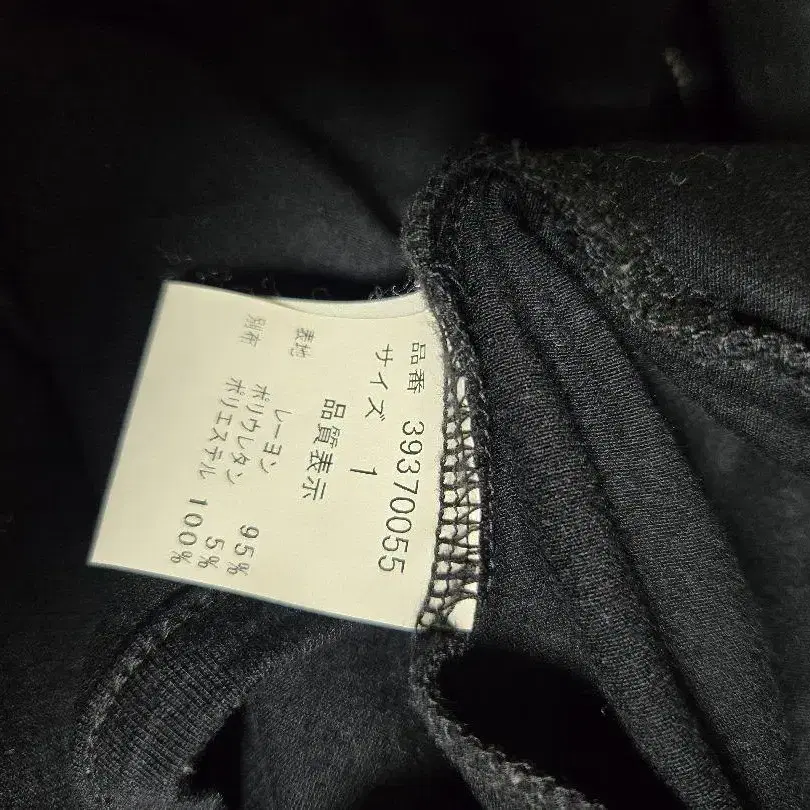 品番 39370055
サイズ 1
品質表示
表地 レーヨン 95%
ポリウレタン 5%
別布 ポリエステル 100%